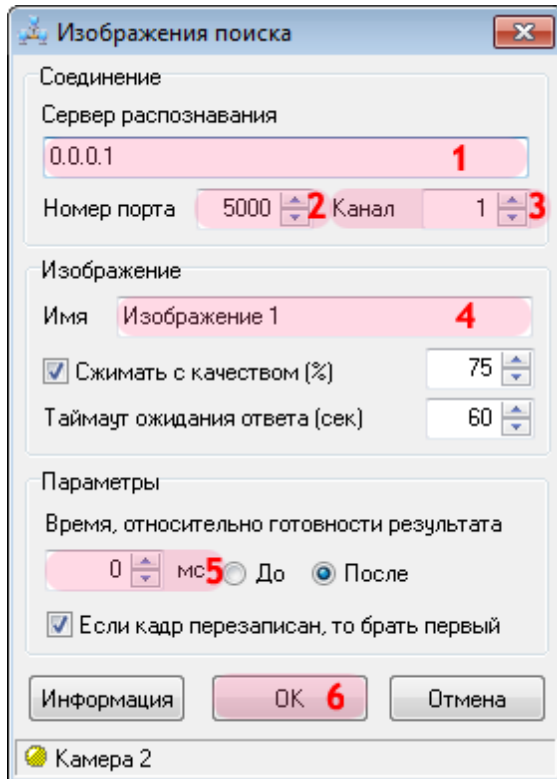 Изображения поиска
Соединение
Сервер распознавания
0.0.0.1 1
Номер порта 5000 2 Канал 1 3
Изображение
Имя Изображение 1 4
Сжимать с качеством (%) 75
Таймаут ожидания ответа (сек) 60
Параметры
Время, относительно готовности результата
0 мс 5 До После
Если кадр перезаписан, то брать первый
Информация ОК 6 Отмена
Камера 2